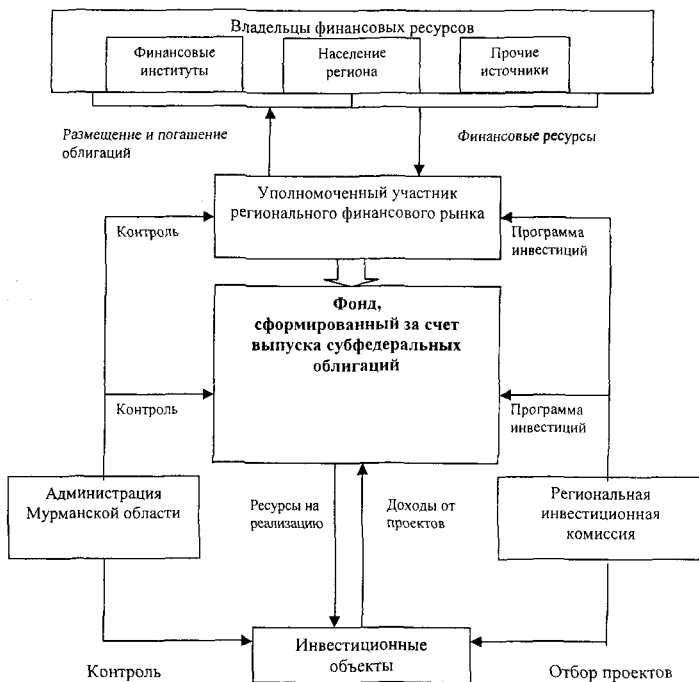 Владельцы финансовых ресурсов
Финансовые
институты
Население
региона
Прочие
источники
Размещение и погашение
облигаций
Финансовые ресурсы
Уполномоченный участник
регионального финансового рынка
Контроль
Программа
инвестиций
Фонд,
сформированный за счет
выпуска субфедеральных
облигаций
Контроль
Программа
инвестиций
Администрация
Мурманской области
Ресурсы на
реализацию
Доходы от
проектов
Региональная
инвестиционная
комиссия
Инвестиционные
объекты
Контроль
Отбор проектов